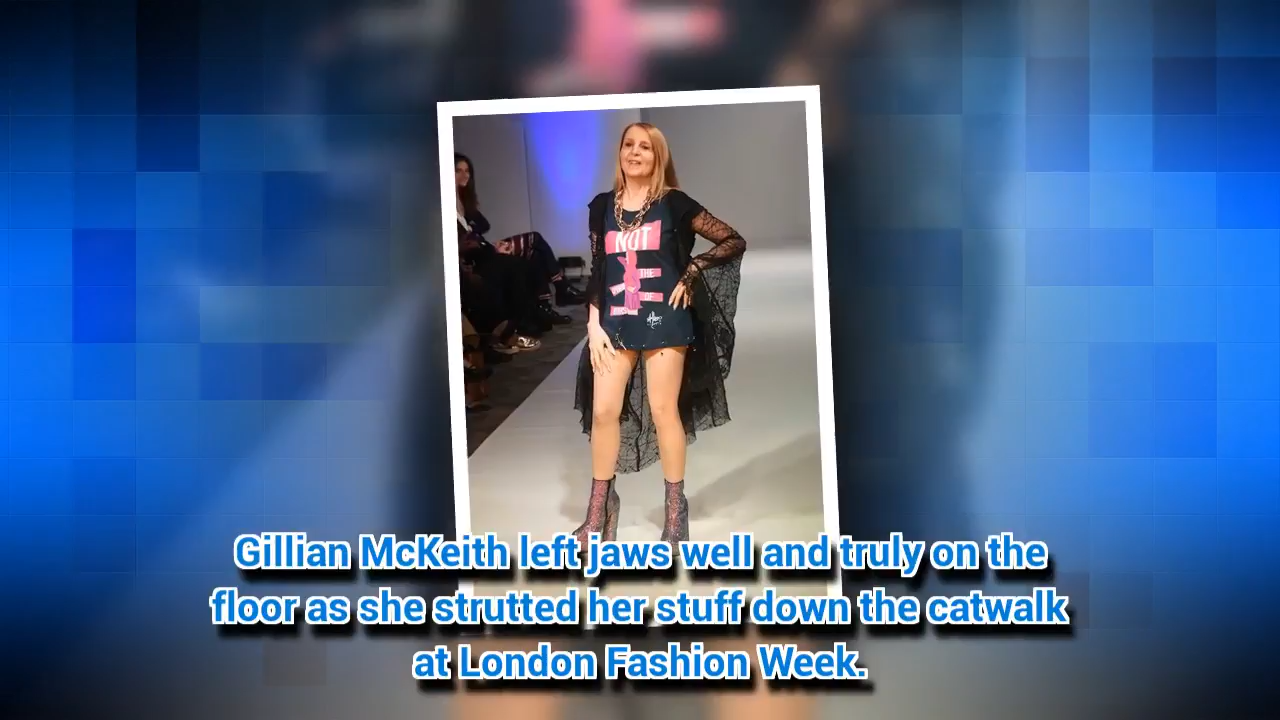 NOT
THE
OF
Gillian McKeith left jaws well and truly on the
floor as she strutted her stuff down the catwalk
at London Fashion Week.